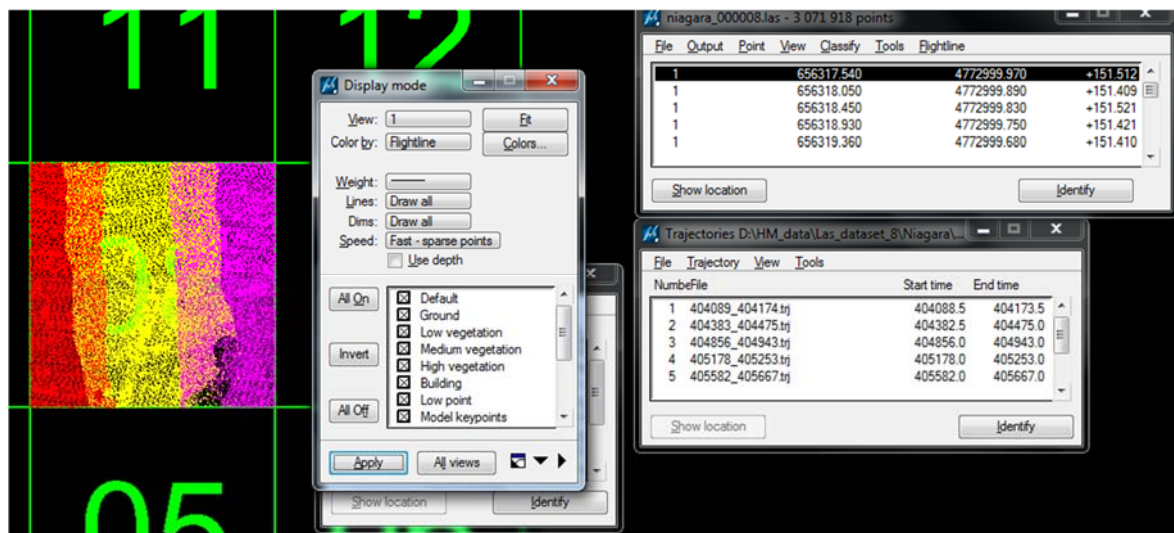 11 12
05
Display mode
View: 1 Fit
Color by: Flightline Colors...
Weight:
Lines: Draw all
Dims: Draw all
Speed: Fast - sparse points
Use depth
All On
Invert
All Off
Default
Ground
Low vegetation
Medium vegetation
High vegetation
Building
Low point
Model keypoints
Apply All views
Show location Identify
niagara_000008.las - 3 071 918 points
File Output Point View Classify Tools Flightline
1 656317.540 4772999.970 +151.512
1 656318.050 4772999.890 +151.409
1 656318.450 4772999.830 +151.521
1 656318.930 4772999.750 +151.421
1 656319.360 4772999.680 +151.410
Show location Identify
Trajectories D:\HM_data\Las_dataset_8\Niagara\...
File Trajectory View Tools
NumbeFile Start time End time
1 404089_404174.trj 404088.5 404173.5
2 404383_404475.trj 404382.5 404475.0
3 404856_404943.trj 404856.0 404943.0
4 405178_405253.trj 405178.0 405253.0
5 405582_405667.trj 405582.0 405667.0
Show location Identify